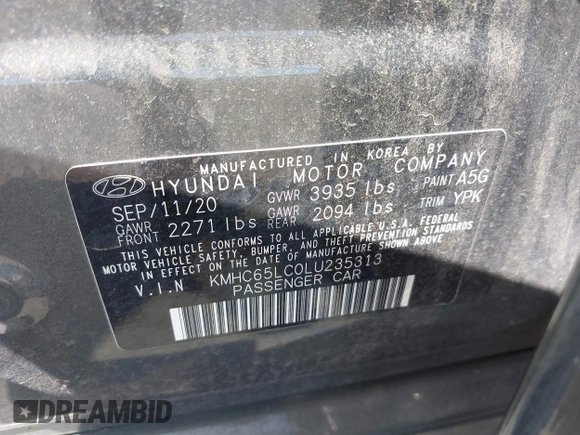 MANUFACTURED IN KOREA BY
HYUNDAI MOTOR COMPANY
SEP/11/20 GVWR 3935 lbs PAINT A5G
GAWR FRONT 2271 lbs GAWR REAR 2094 lbs TRIM YPK
THIS VEHICLE CONFORMS TO ALL APPLICABLE U.S.A. FEDERAL
MOTOR VEHICLE SAFETY, BUMPER, AND THEFT PREVENTION STANDARDS
IN EFFECT ON THE DATE OF MANUFACTURE SHOWN ABOVE.
V.I.N KMHC65LC0LU235313
PASSENGER CAR
DREAMBID